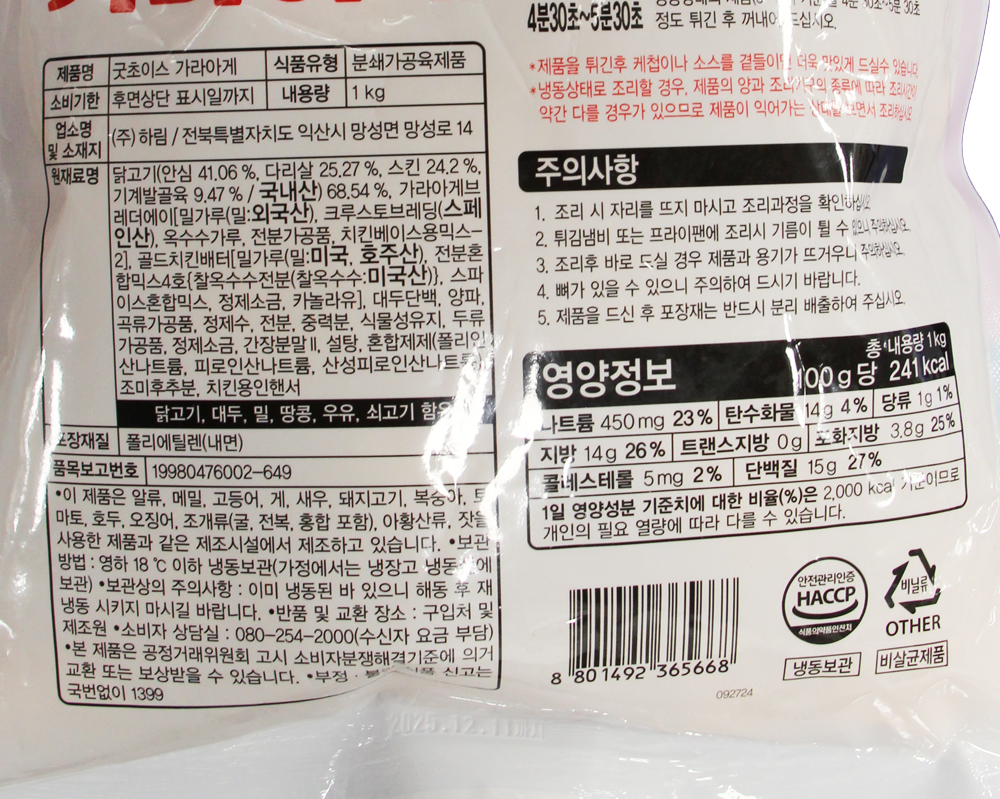 제품명 굿초이스 가라아게 식품유형 분쇄가공육제품
소비기한 후면상단 표시일까지 내용량 1 kg
업소명 및 소재지 (주) 하림 / 전북특별자치도 익산시 망성면 망성로 14
원재료명 닭고기{(안심 41.06 %, 다리살 25.27 %, 스킨 24.2 %,
기계발골육 9.47 % / 국내산) 68.54 %, 가라아게브
레더에이[밀가루(밀:외국산), 크루스토브레딩(스페
인산), 옥수수가루, 전분가공품, 치킨베이스용믹스-
2], 골드치킨배터[밀가루(밀:미국, 호주산), 전분혼
합믹스4호{찰옥수수전분(찰옥수수:미국산)}, 스파
이스혼합믹스, 정제소금, 카놀라유], 대두단백, 양파,
곡류가공품, 정제수, 전분, 중력분, 식물성유지, 두류
가공품, 정제소금, 간장분말Ⅱ, 설탕, 혼합제제(폴리인
산나트륨, 피로인산나트륨, 산성피로인산나트륨)
조미후추분, 치킨용인핸서
닭고기, 대두, 밀, 땅콩, 우유, 쇠고기 함유
포장재질 폴리에틸렌(내면)
품목보고번호 19980476002-649
•이 제품은 알류, 메밀, 고등어, 게, 새우, 돼지고기, 복숭아, 토
마토, 호두, 오징어, 조개류(굴, 전복, 홍합 포함), 아황산류, 잣을
사용한 제품과 같은 제조시설에서 제조하고 있습니다. •보관
방법 : 영하 18 ℃ 이하 냉동보관(가정에서는 냉장고 냉동실에
보관) •보관상의 주의사항 : 이미 냉동된 바 있으니 해동 후 재
냉동 시키지 마시길 바랍니다. •반품 및 교환 장소 : 구입처 및
제조원 •소비자 상담실 : 080-254-2000(수신자 요금 부담)
•본 제품은 공정거래위원회 고시 소비자분쟁해결기준에 의거
교환 또는 보상받을 수 있습니다. •부정 · 신고는
국번없이 1399
2025.12.11까지
4분30초~5분30초 정도 튀긴 후 꺼내어 드십시오.
*제품을 튀긴후 케첩이나 소스를 곁들이면 더욱 맛있게 드실수 있습니다.
*냉동상태로 조리할 경우, 제품의 양과 조리기구의 종류에 따라 조리시간이
약간 다를 경우가 있으므로 제품이 익어가는 상태를 보면서 조리하십시오
주의사항
1. 조리 시 자리를 뜨지 마시고 조리과정을 확인하십시오
2. 튀김냄비 또는 프라이팬에 조리시 기름이 튈 수 있으니 주의하십시오.
3. 조리후 바로 드실 경우 제품과 용기가 뜨거우니 주의하십시오.
4. 뼈가 있을 수 있으니 주의하여 드시기 바랍니다.
5. 제품을 드신 후 포장재는 반드시 분리 배출하여 주십시오.
영양정보 총 내용량 1kg
100 g 당 241 kcal
나트륨 450 mg 23 % 탄수화물 14 g 4 % 당류 1 g 1 %
지방 14 g 26 % 트랜스지방 0 g 포화지방 3.8 g 25 %
콜레스테롤 5 mg 2 % 단백질 15 g 27 %
1일 영양성분 기준치에 대한 비율(%)은 2,000 kcal 기준이므로
개인의 필요 열량에 따라 다를 수 있습니다.
8 801492 365668
092724
안전관리인증
HACCP
식품의약품안전처
냉동보관
비닐류
OTHER
비살균제품